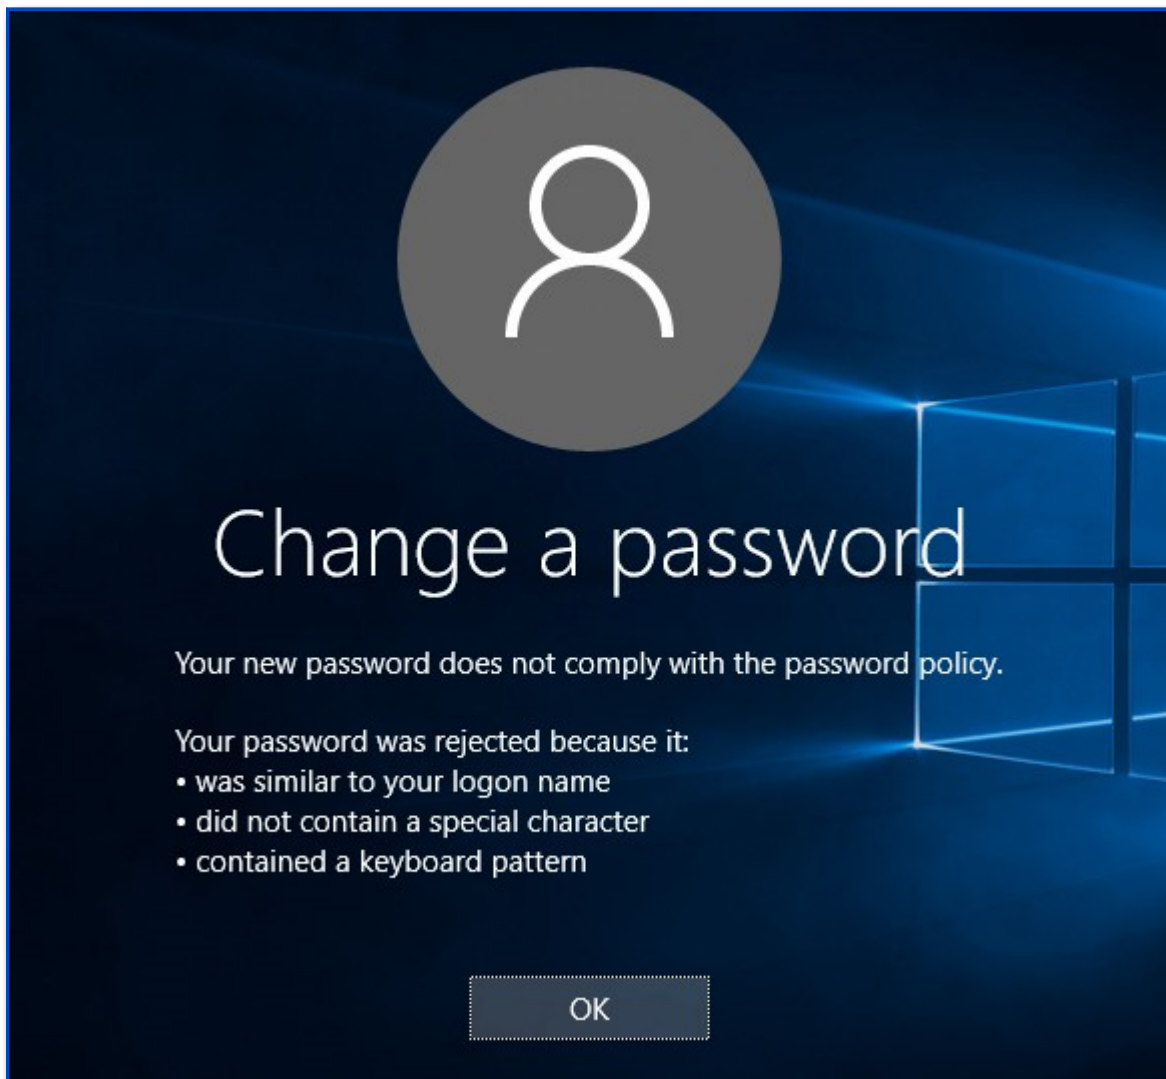 Change a password
Your new password does not comply with the password policy.
Your password was rejected because it:
• was similar to your logon name
• did not contain a special character
• contained a keyboard pattern
OK